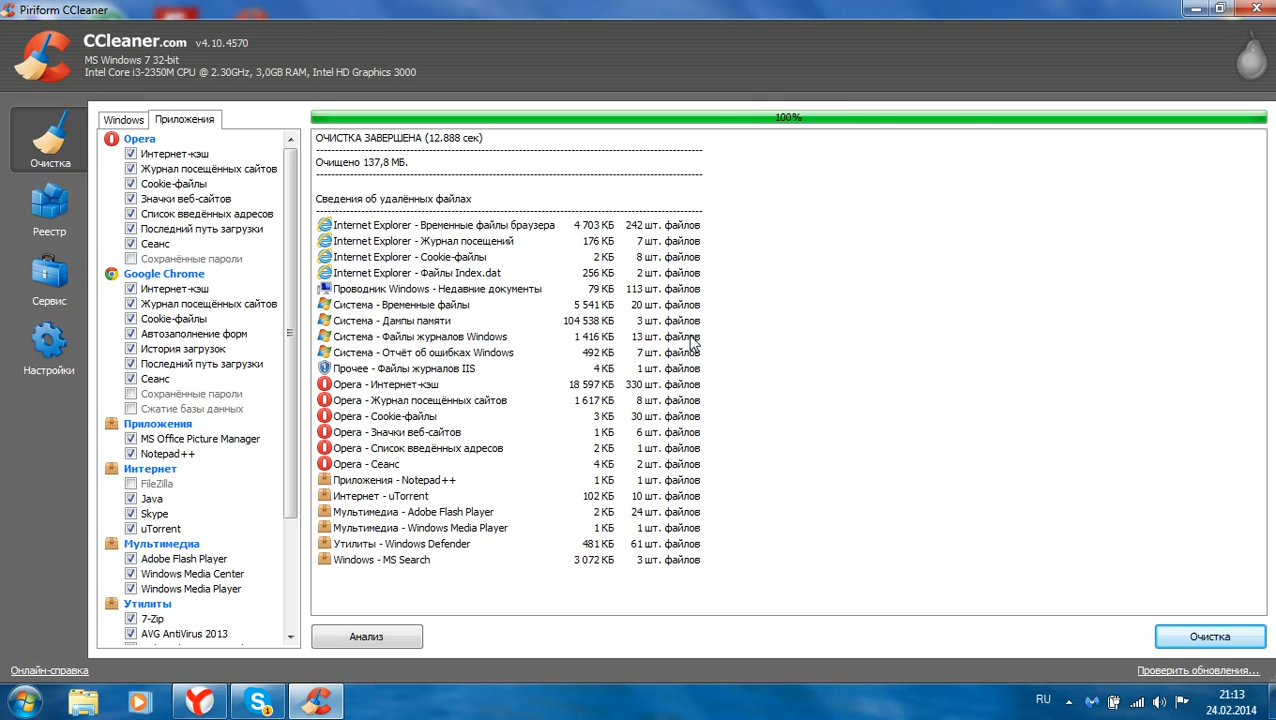 Piriform CCleaner
CCleaner.com v4.10.4570
MS Windows 7 32-bit
Intel Core i3-2350M CPU @ 2.30GHz, 3,0GB RAM, Intel HD Graphics 3000
Очистка
Реестр
Сервис
Настройки
Windows
Приложения
Opera
Интернет-кэш
Журнал посещённых сайтов
Cookie-файлы
Значки веб-сайтов
Список введённых адресов
Последний путь загрузки
Сеанс
Сохранённые пароли
Google Chrome
Интернет-кэш
Журнал посещённых сайтов
Cookie-файлы
Автозаполнение форм
История загрузок
Последний путь загрузки
Сеанс
Сохранённые пароли
Сжатие базы данных
Приложения
MS Office Picture Manager
Notepad++
Интернет
FileZilla
Java
Skype
uTorrent
Мультимедиа
Adobe Flash Player
Windows Media Center
Windows Media Player
Утилиты
7-Zip
AVG AntiVirus 2013
100%
ОЧИСТКА ЗАВЕРШЕНА (12.888 сек)
Очищено 137,8 МБ.
Сведения об удалённых файлах
Internet Explorer - Временные файлы браузера 4 703 КБ 242 шт. файлов
Internet Explorer - Журнал посещений 176 КБ 7 шт. файлов
Internet Explorer - Cookie-файлы 2 КБ 8 шт. файлов
Internet Explorer - Файлы Index.dat 256 КБ 2 шт. файлов
Проводник Windows - Недавние документы 79 КБ 113 шт. файлов
Система - Временные файлы 5 541 КБ 20 шт. файлов
Система - Дампы памяти 104 538 КБ 3 шт. файлов
Система - Файлы журналов Windows 1 416 КБ 13 шт. файлов
Система - Отчёт об ошибках Windows 492 КБ 7 шт. файлов
Прочее - Файлы журналов IIS 4 КБ 1 шт. файлов
Opera - Интернет-кэш 18 597 КБ 330 шт. файлов
Opera - Журнал посещённых сайтов 1 617 КБ 8 шт. файлов
Opera - Cookie-файлы 3 КБ 30 шт. файлов
Opera - Значки веб-сайтов 1 КБ 6 шт. файлов
Opera - Список введённых адресов 2 КБ 1 шт. файлов
Opera - Сеанс 4 КБ 2 шт. файлов
Приложения - Notepad++ 1 КБ 1 шт. файлов
Интернет - uTorrent 102 КБ 10 шт. файлов
Мультимедиа - Adobe Flash Player 2 КБ 24 шт. файлов
Мультимедиа - Windows Media Player 1 КБ 1 шт. файлов
Утилиты - Windows Defender 481 КБ 61 шт. файлов
Windows - MS Search 3 072 КБ 3 шт. файлов
Анализ
Очистка
Онлайн-справка
Проверить обновления...
RU
21:13
24.02.2014